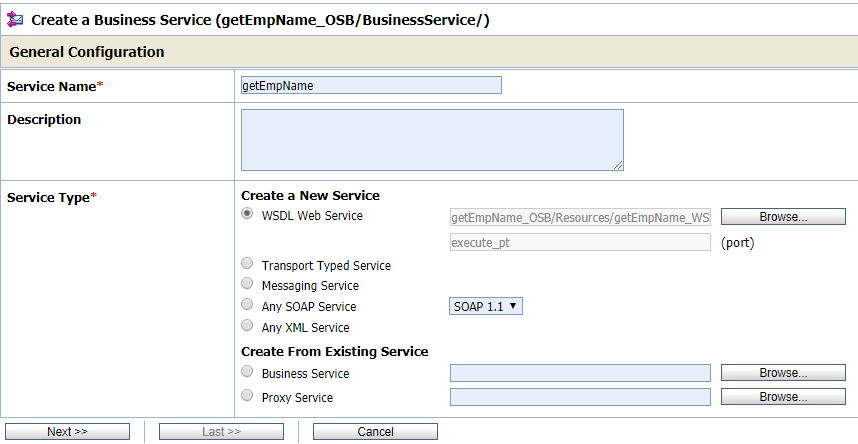 Create a Business Service (getEmpName_OSB/BusinessService/)
General Configuration
Service Name* getEmpName
Description
Service Type* Create a New Service
WSDL Web Service getEmpName_OSB/Resources/getEmpName_WS Browse...
execute_pt (port)
Transport Typed Service
Messaging Service
Any SOAP Service SOAP 1.1
Any XML Service
Create From Existing Service
Business Service Browse...
Proxy Service Browse...
Next >> Last >> Cancel